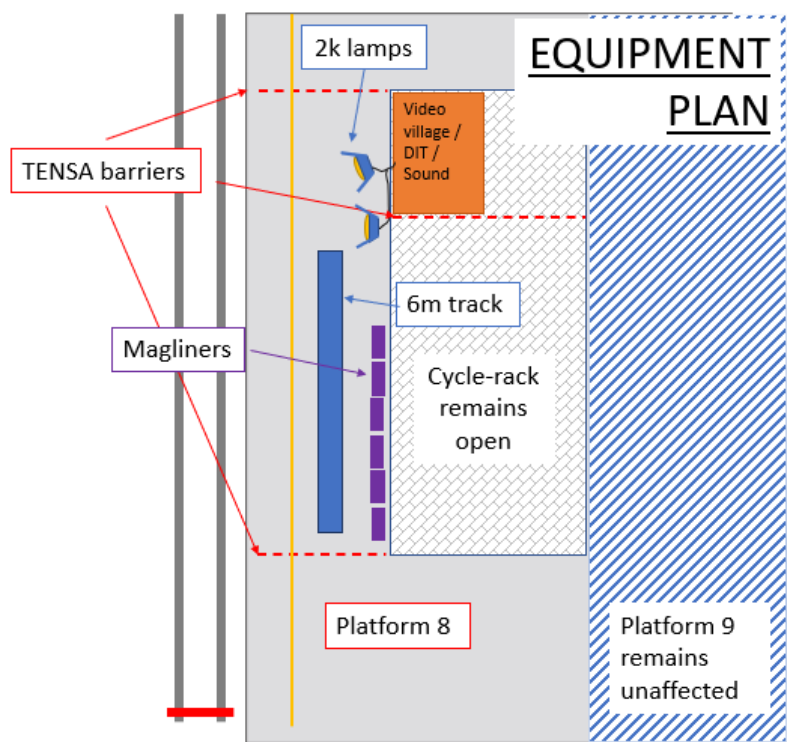 EQUIPMENT
PLAN
2k lamps
Video
village /
DIT /
Sound
TENSA barriers
6m track
Magliners
Cycle-rack
remains
open
Platform 8
Platform 9
remains
unaffected